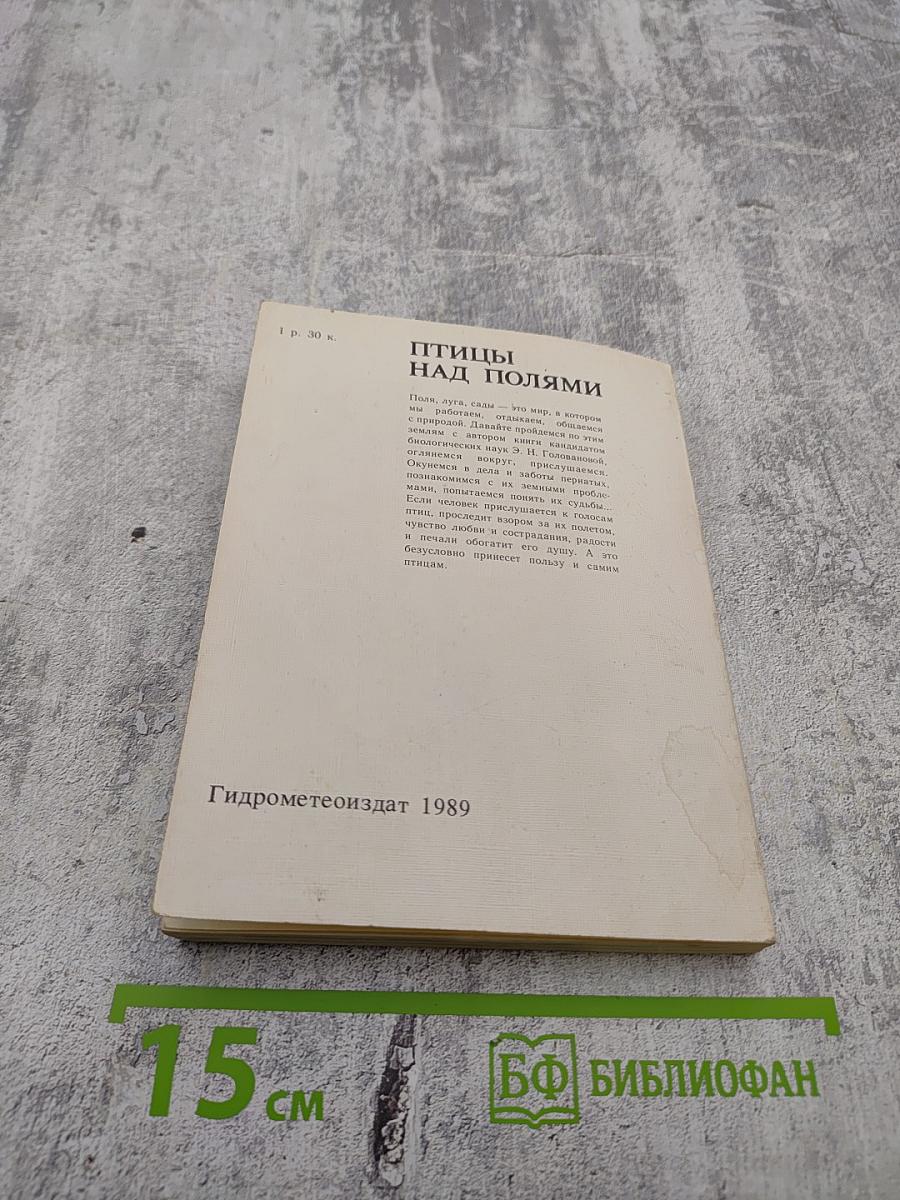 1 р. 30 к.
ПТИЦЫ
НАД ПОЛЯМИ
Поля, луга, сады — это мир, в котором
мы работаем, отдыхаем, общаемся
с природой. Давайте пройдемся по этим
землям с автором книги кандидатом
биологических наук Э. Н. Головановой,
оглянемся вокруг, прислушаемся.
Окунемся в дела и заботы пернатых,
познакомимся с их земными пробле-
мами, попытаемся понять их судьбы...
Если человек прислушается к голосам
птиц, проследит взором за их полетом,
чувство любви и сострадания, радости
и печали обогатит его душу. А это
безусловно принесет пользу и самим
птицам.
Гидрометеоиздат 1989
15 см
БФ БИБЛИОФАН